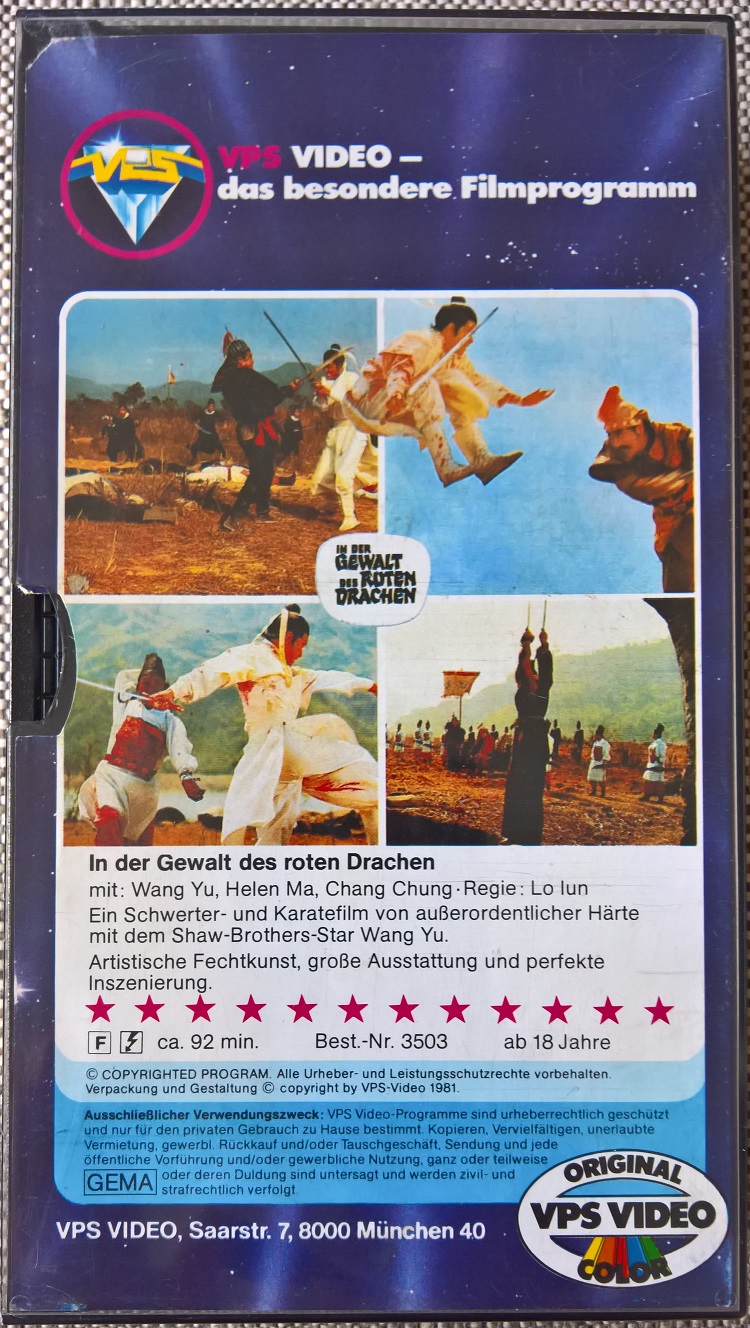 VPS
VPS VIDEO –
das besondere Filmprogramm
IN DER
GEWALT
DES ROTEN
DRACHEN
In der Gewalt des roten Drachen
mit: Wang Yu, Helen Ma, Chang Chung · Regie: Lo lun
Ein Schwerter- und Karatefilm von außerordentlicher Härte
mit dem Shaw-Brothers-Star Wang Yu.
Artistische Fechtkunst, große Ausstattung und perfekte
Inszenierung.
F ca. 92 min. Best.-Nr. 3503 ab 18 Jahre
© COPYRIGHTED PROGRAM. Alle Urheber- und Leistungsschutzrechte vorbehalten.
Verpackung und Gestaltung © copyright by VPS-Video 1981.
Ausschließlicher Verwendungszweck: VPS Video-Programme sind urheberrechtlich geschützt
und nur für den privaten Gebrauch zu Hause bestimmt. Kopieren, Vervielfältigen, unerlaubte
Vermietung, gewerbl. Rückkauf und/oder Tauschgeschäft, Sendung und jede
öffentliche Vorführung und/oder gewerbliche Nutzung, ganz oder teilweise
GEMA oder deren Duldung sind untersagt und werden zivil- und
strafrechtlich verfolgt.
VPS VIDEO, Saarstr. 7, 8000 München 40
ORIGINAL
VPS VIDEO
COLOR